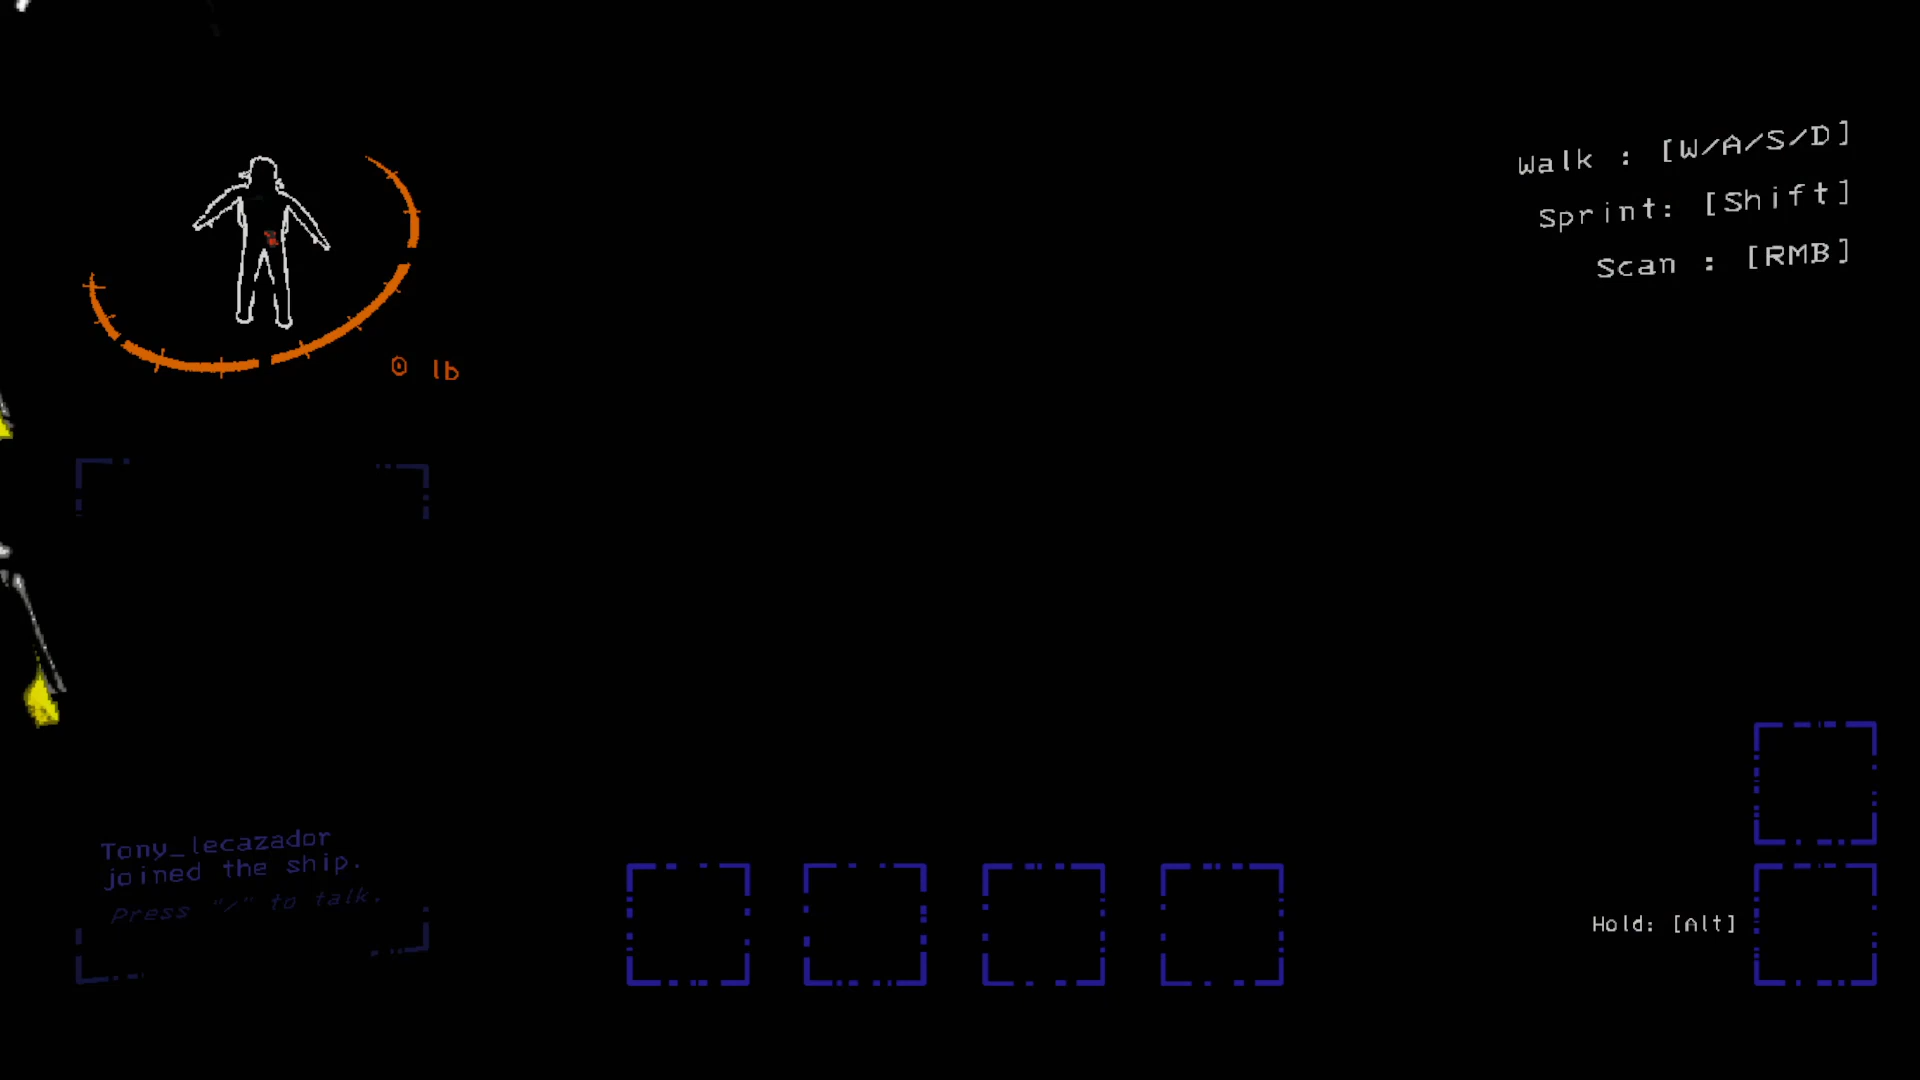 Walk : [W/A/S/D]
Sprint: [Shift]
Scan : [RMB]
0 lb
Tony_lecazador
joined the ship.
Press "/" to talk.
Hold: [Alt]